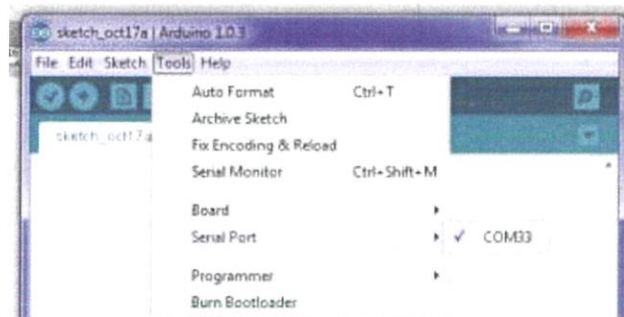 sketch_oct17a | Arduino 1.0.3
File Edit Sketch Tools Help
sketch_oct17a
Auto Format Ctrl+T
Archive Sketch
Fix Encoding & Reload
Serial Monitor Ctrl+Shift+M
Board
Serial Port COM33
Programmer
Burn Bootloader